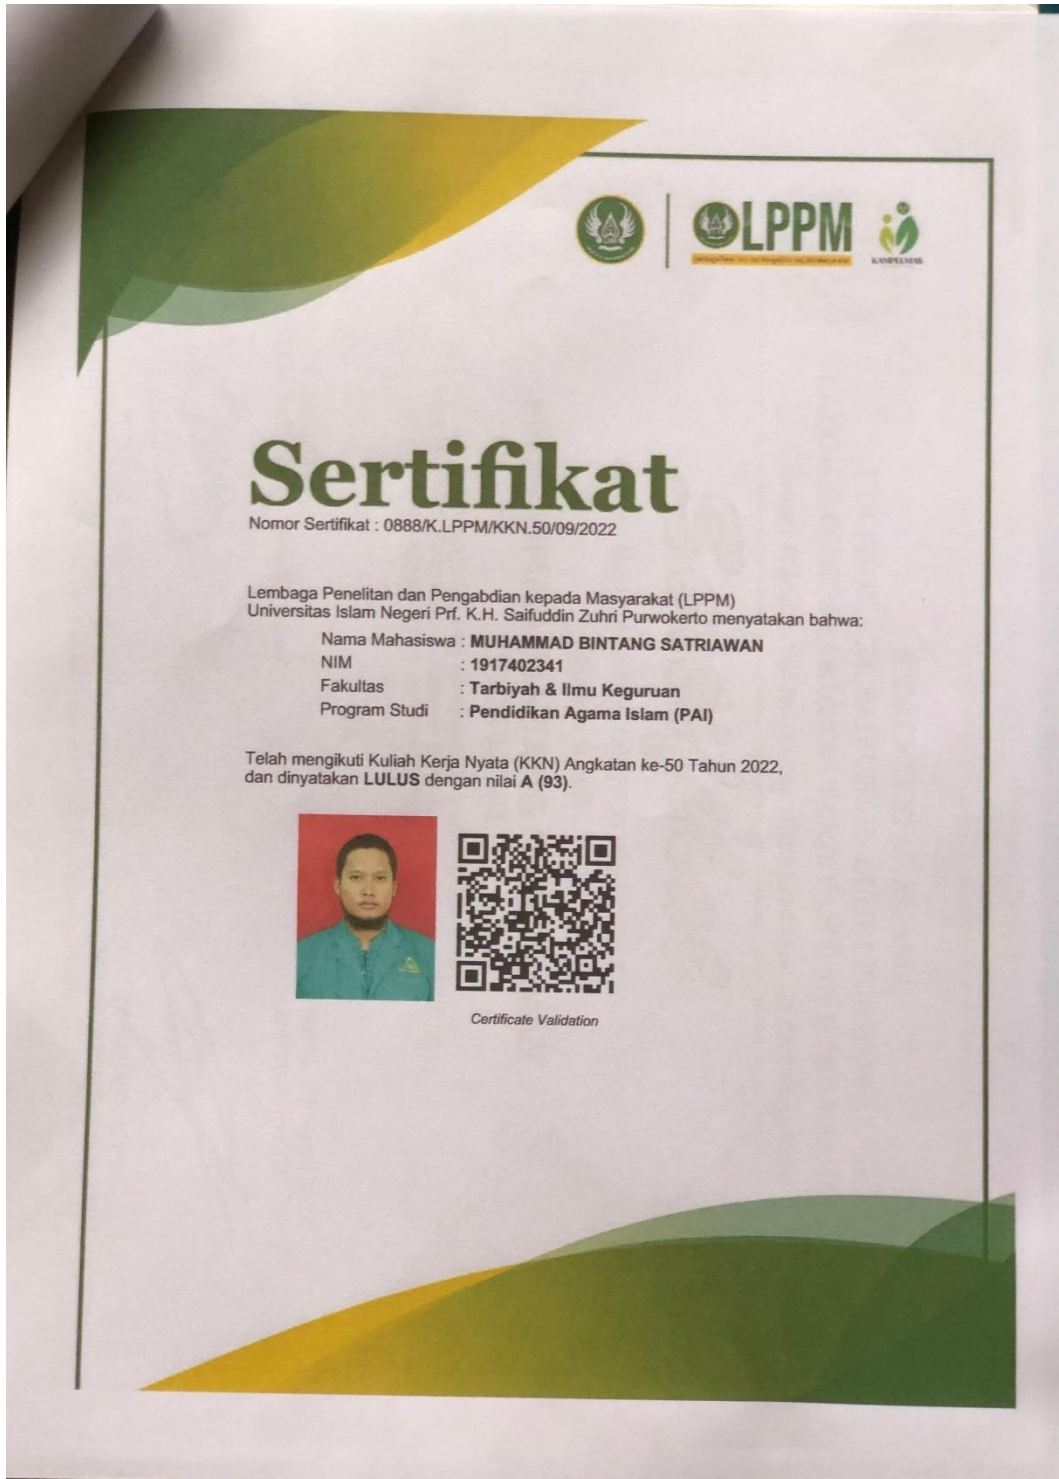 LPPM
KAMPELMAS
Sertifikat
Nomor Sertifikat : 0888/K.LPPM/KKN.50/09/2022
Lembaga Penelitan dan Pengabdian kepada Masyarakat (LPPM)
Universitas Islam Negeri Prf. K.H. Saifuddin Zuhri Purwokerto menyatakan bahwa:
Nama Mahasiswa : MUHAMMAD BINTANG SATRIAWAN
NIM : 1917402341
Fakultas : Tarbiyah & Ilmu Keguruan
Program Studi : Pendidikan Agama Islam (PAI)
Telah mengikuti Kuliah Kerja Nyata (KKN) Angkatan ke-50 Tahun 2022,
dan dinyatakan LULUS dengan nilai A (93).
Certificate Validation